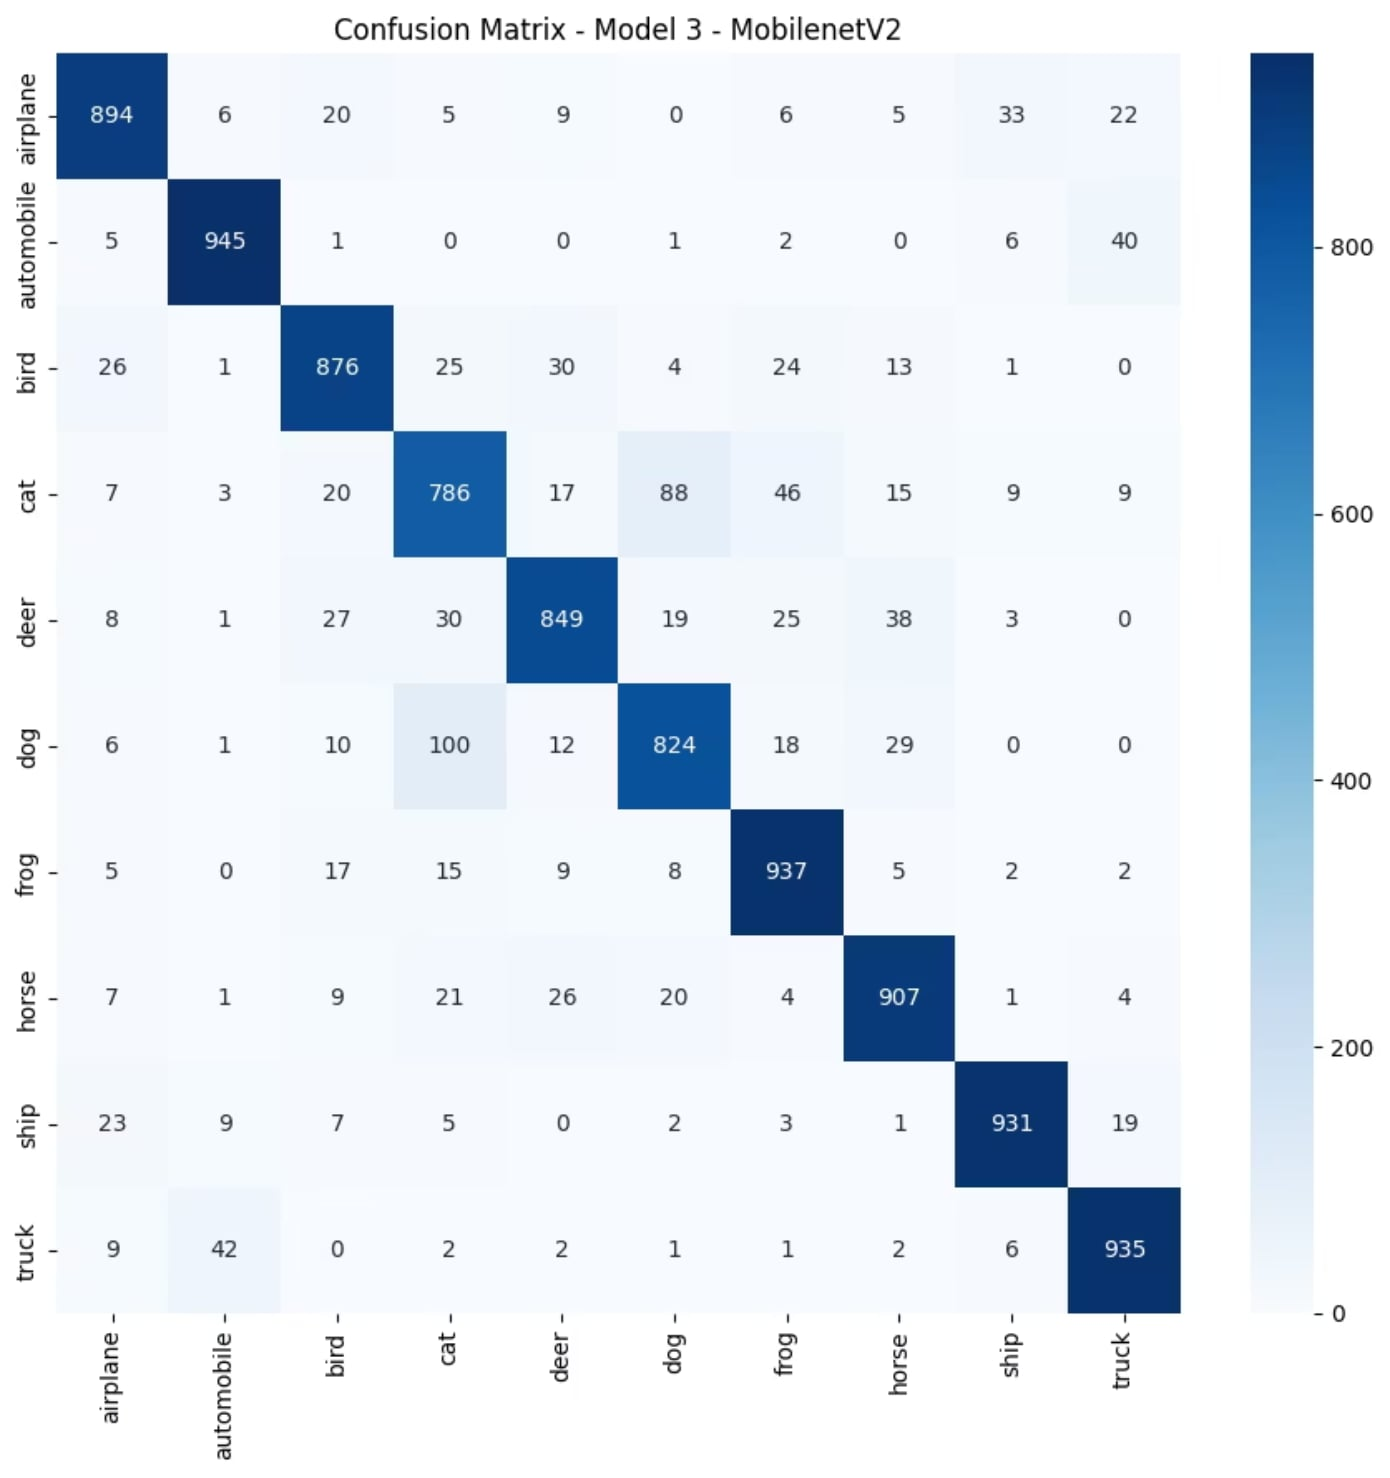 Confusion Matrix - Model 3 - MobilenetV2
airplane 894 6 20 5 9 0 6 5 33 22
automobile 5 945 1 0 0 1 2 0 6 40
bird 26 1 876 25 30 4 24 13 1 0
cat 7 3 20 786 17 88 46 15 9 9
deer 8 1 27 30 849 19 25 38 3 0
dog 6 1 10 100 12 824 18 29 0 0
frog 5 0 17 15 9 8 937 5 2 2
horse 7 1 9 21 26 20 4 907 1 4
ship 23 9 7 5 0 2 3 1 931 19
truck 9 42 0 2 2 1 1 2 6 935
airplane automobile bird cat deer dog frog horse ship truck
800
600
400
200
0